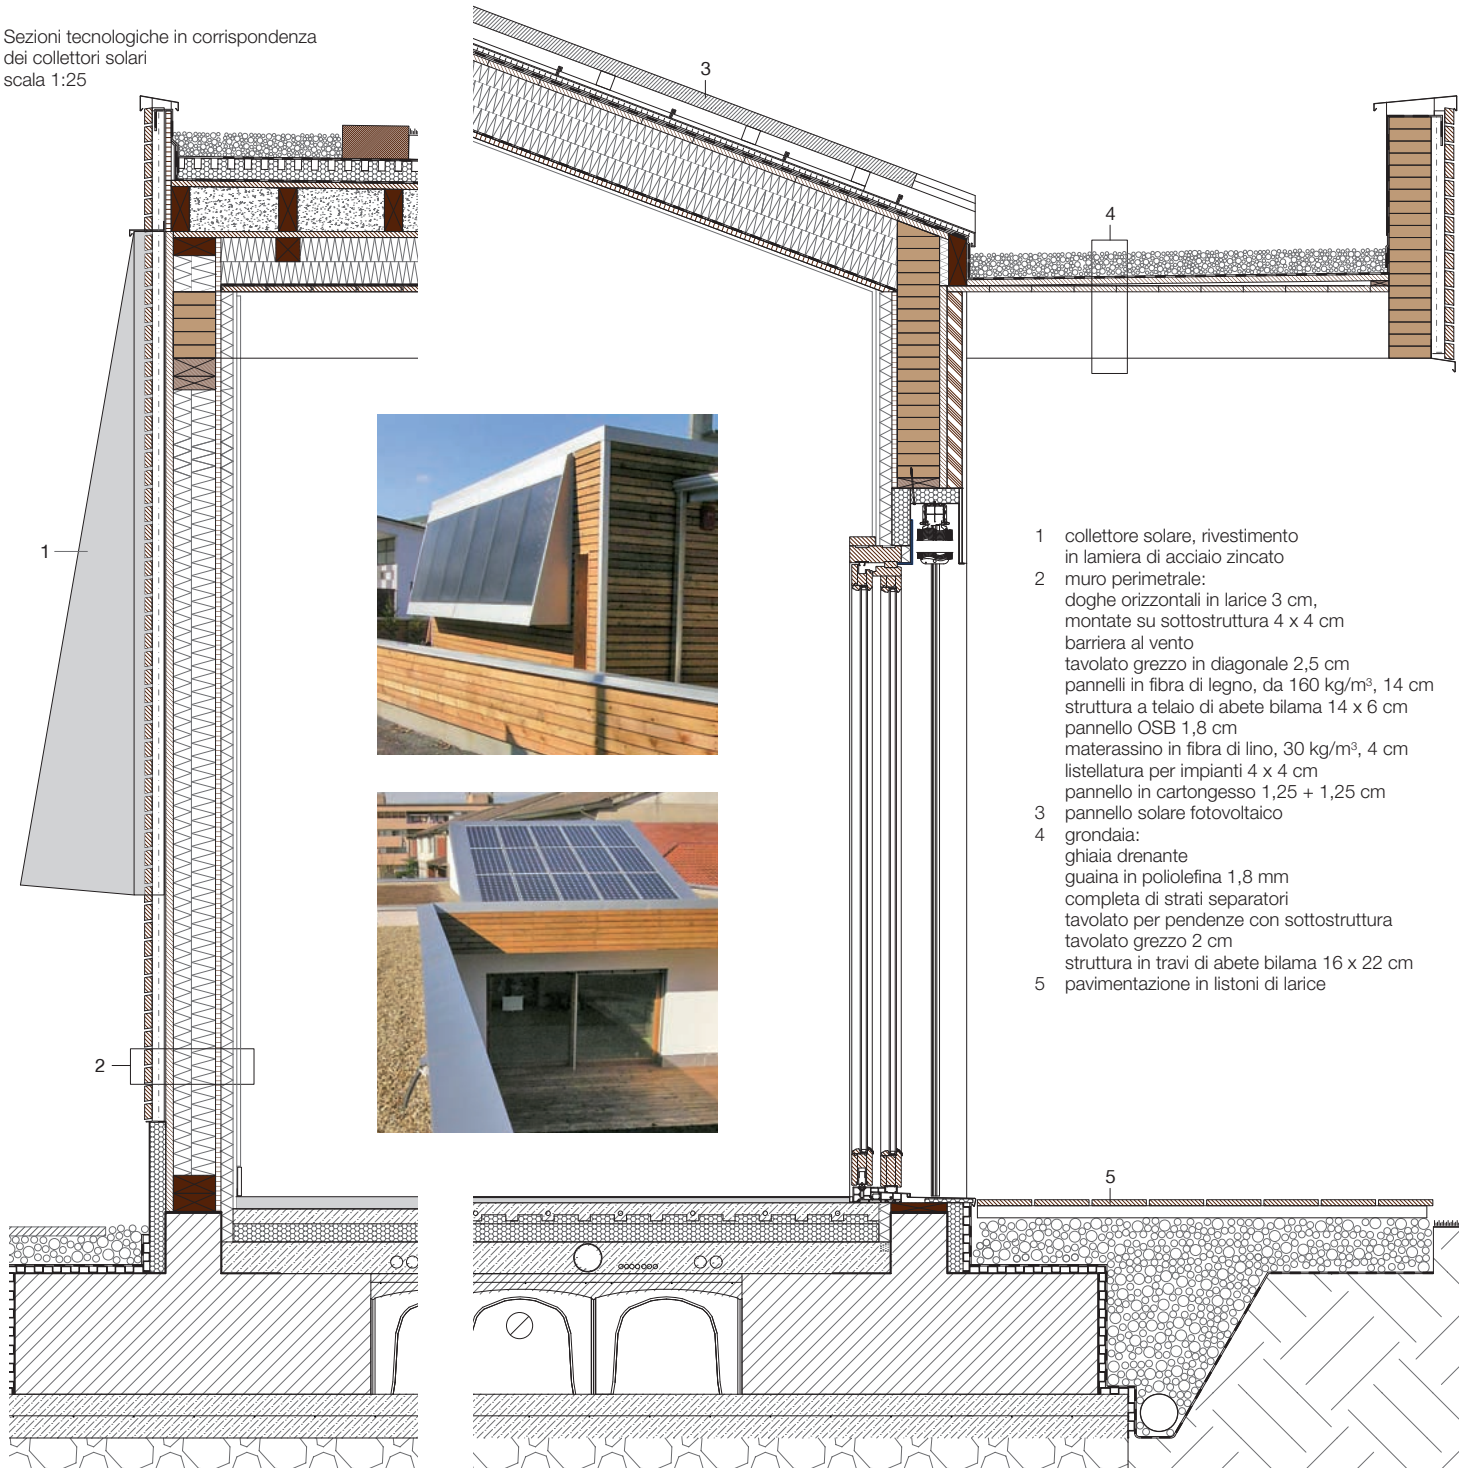 Sezioni tecnologiche in corrispondenza
dei collettori solari
scala 1:25
3
4
1
2
5
1 collettore solare, rivestimento
in lamiera di acciaio zincato
2 muro perimetrale:
doghe orizzontali in larice 3 cm,
montate su sottostruttura 4 x 4 cm
barriera al vento
tavolato grezzo in diagonale 2,5 cm
pannelli in fibra di legno, da 160 kg/m³, 14 cm
struttura a telaio di abete bilama 14 x 6 cm
pannello OSB 1,8 cm
materassino in fibra di lino, 30 kg/m³, 4 cm
listellatura per impianti 4 x 4 cm
pannello in cartongesso 1,25 + 1,25 cm
3 pannello solare fotovoltaico
4 grondaia:
ghiaia drenante
guaina in poliolefina 1,8 mm
completa di strati separatori
tavolato per pendenze con sottostruttura
tavolato grezzo 2 cm
struttura in travi di abete bilama 16 x 22 cm
5 pavimentazione in listoni di larice